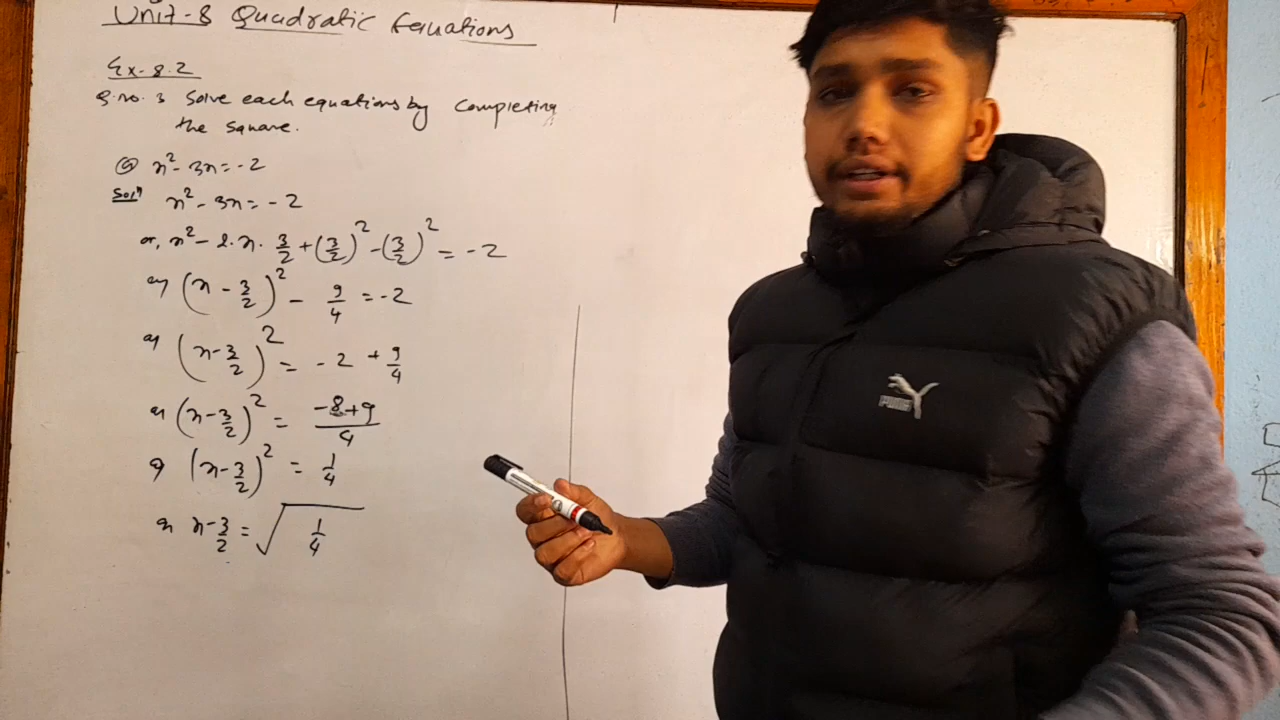 Unit-8 Quadratic Equations
Ex-8.2
Q.no. 3 Solve each equations by Completing
the square.
x² - 3x = -2
Solⁿ x² - 3x = - 2
or, x² - 2.x. 3/2 + (3/2)² - (3/2)² = -2
or (x - 3/2)² - 9/4 = -2
or (x - 3/2)² = - 2 + 9/4
or (x - 3/2)² = (-8+9)/4
or (x - 3/2)² = 1/4
or x - 3/2 = √(1/4)
PUMA